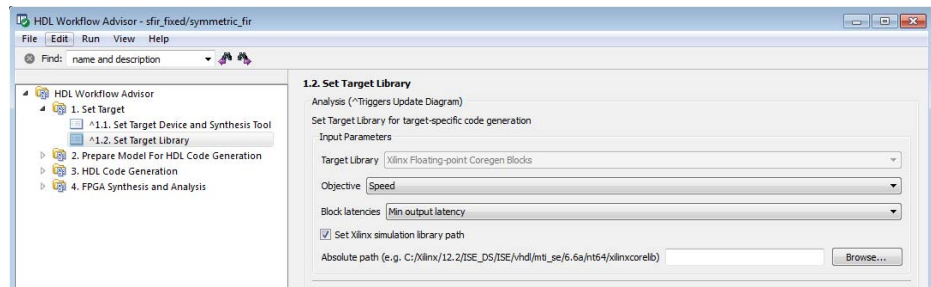 HDL Workflow Advisor - sfir_fixed/symmetric_fir
File Edit Run View Help
Find: name and description
HDL Workflow Advisor
1. Set Target
^1.1. Set Target Device and Synthesis Tool
^1.2. Set Target Library
2. Prepare Model For HDL Code Generation
3. HDL Code Generation
4. FPGA Synthesis and Analysis
1.2. Set Target Library
Analysis (^Triggers Update Diagram)
Set Target Library for target-specific code generation
Input Parameters
Target Library Xilinx Floating-point Coregen Blocks
Objective Speed
Block latencies Min output latency
Set Xilinx simulation library path
Absolute path (e.g. C:/Xilinx/12.2/ISE_DS/ISE/vhdl/mti_se/6.6a/nt64/xilinxcorelib) Browse...